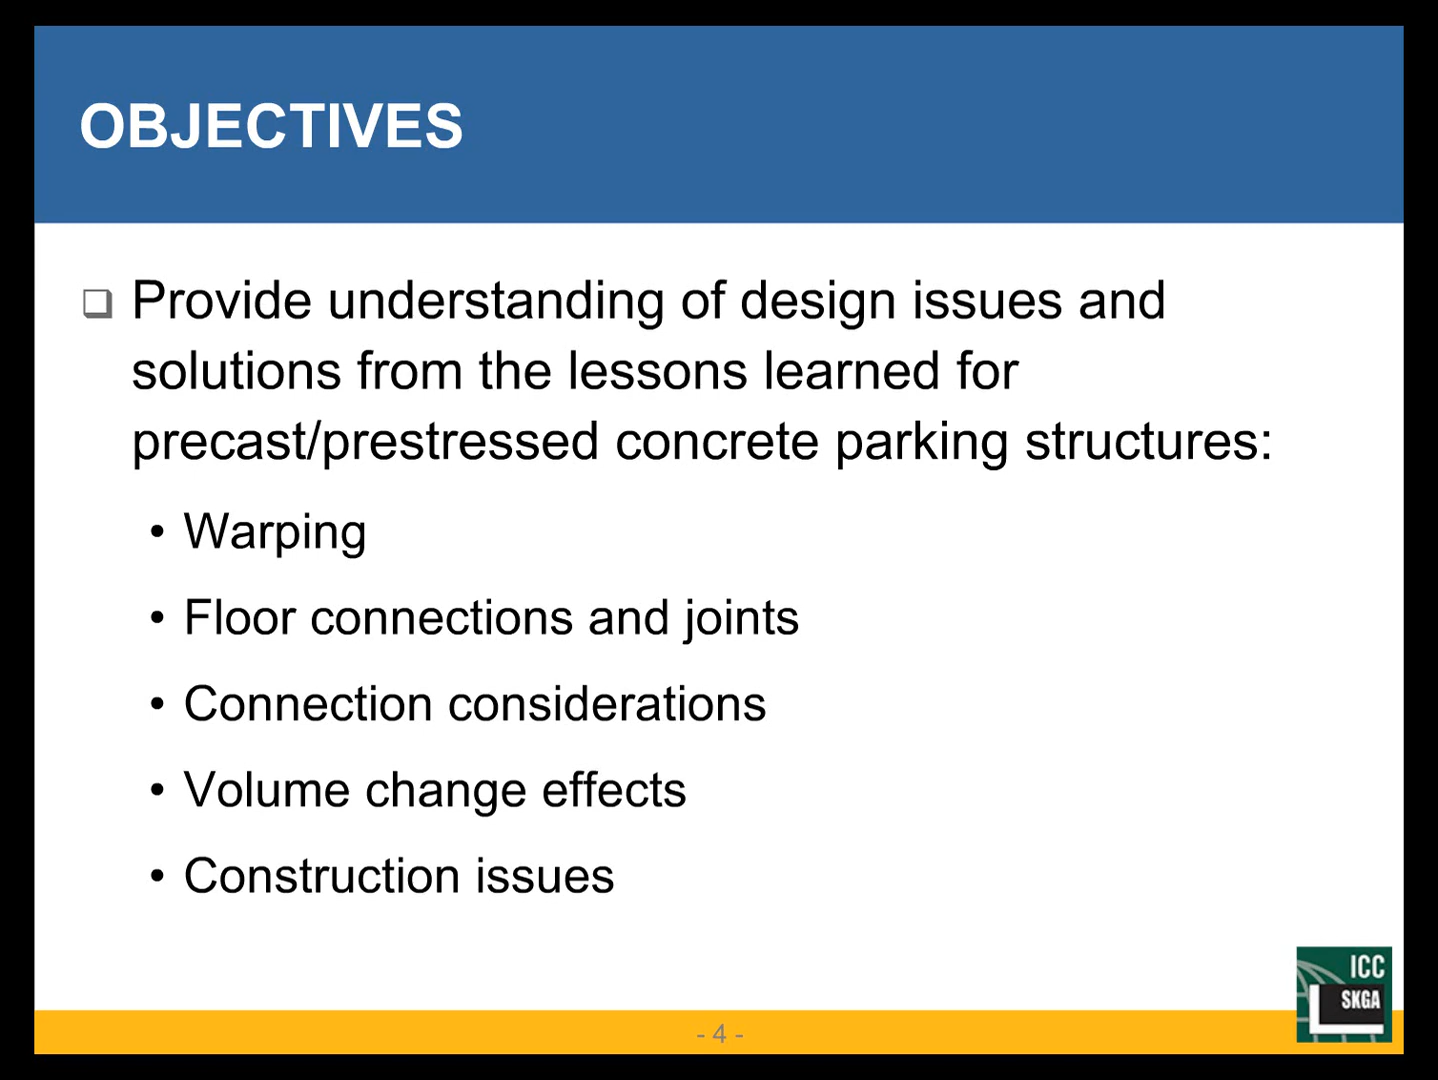 OBJECTIVES
❑ Provide understanding of design issues and
solutions from the lessons learned for
precast/prestressed concrete parking structures:
• Warping
• Floor connections and joints
• Connection considerations
• Volume change effects
• Construction issues
ICC
SKGA
- 4 -